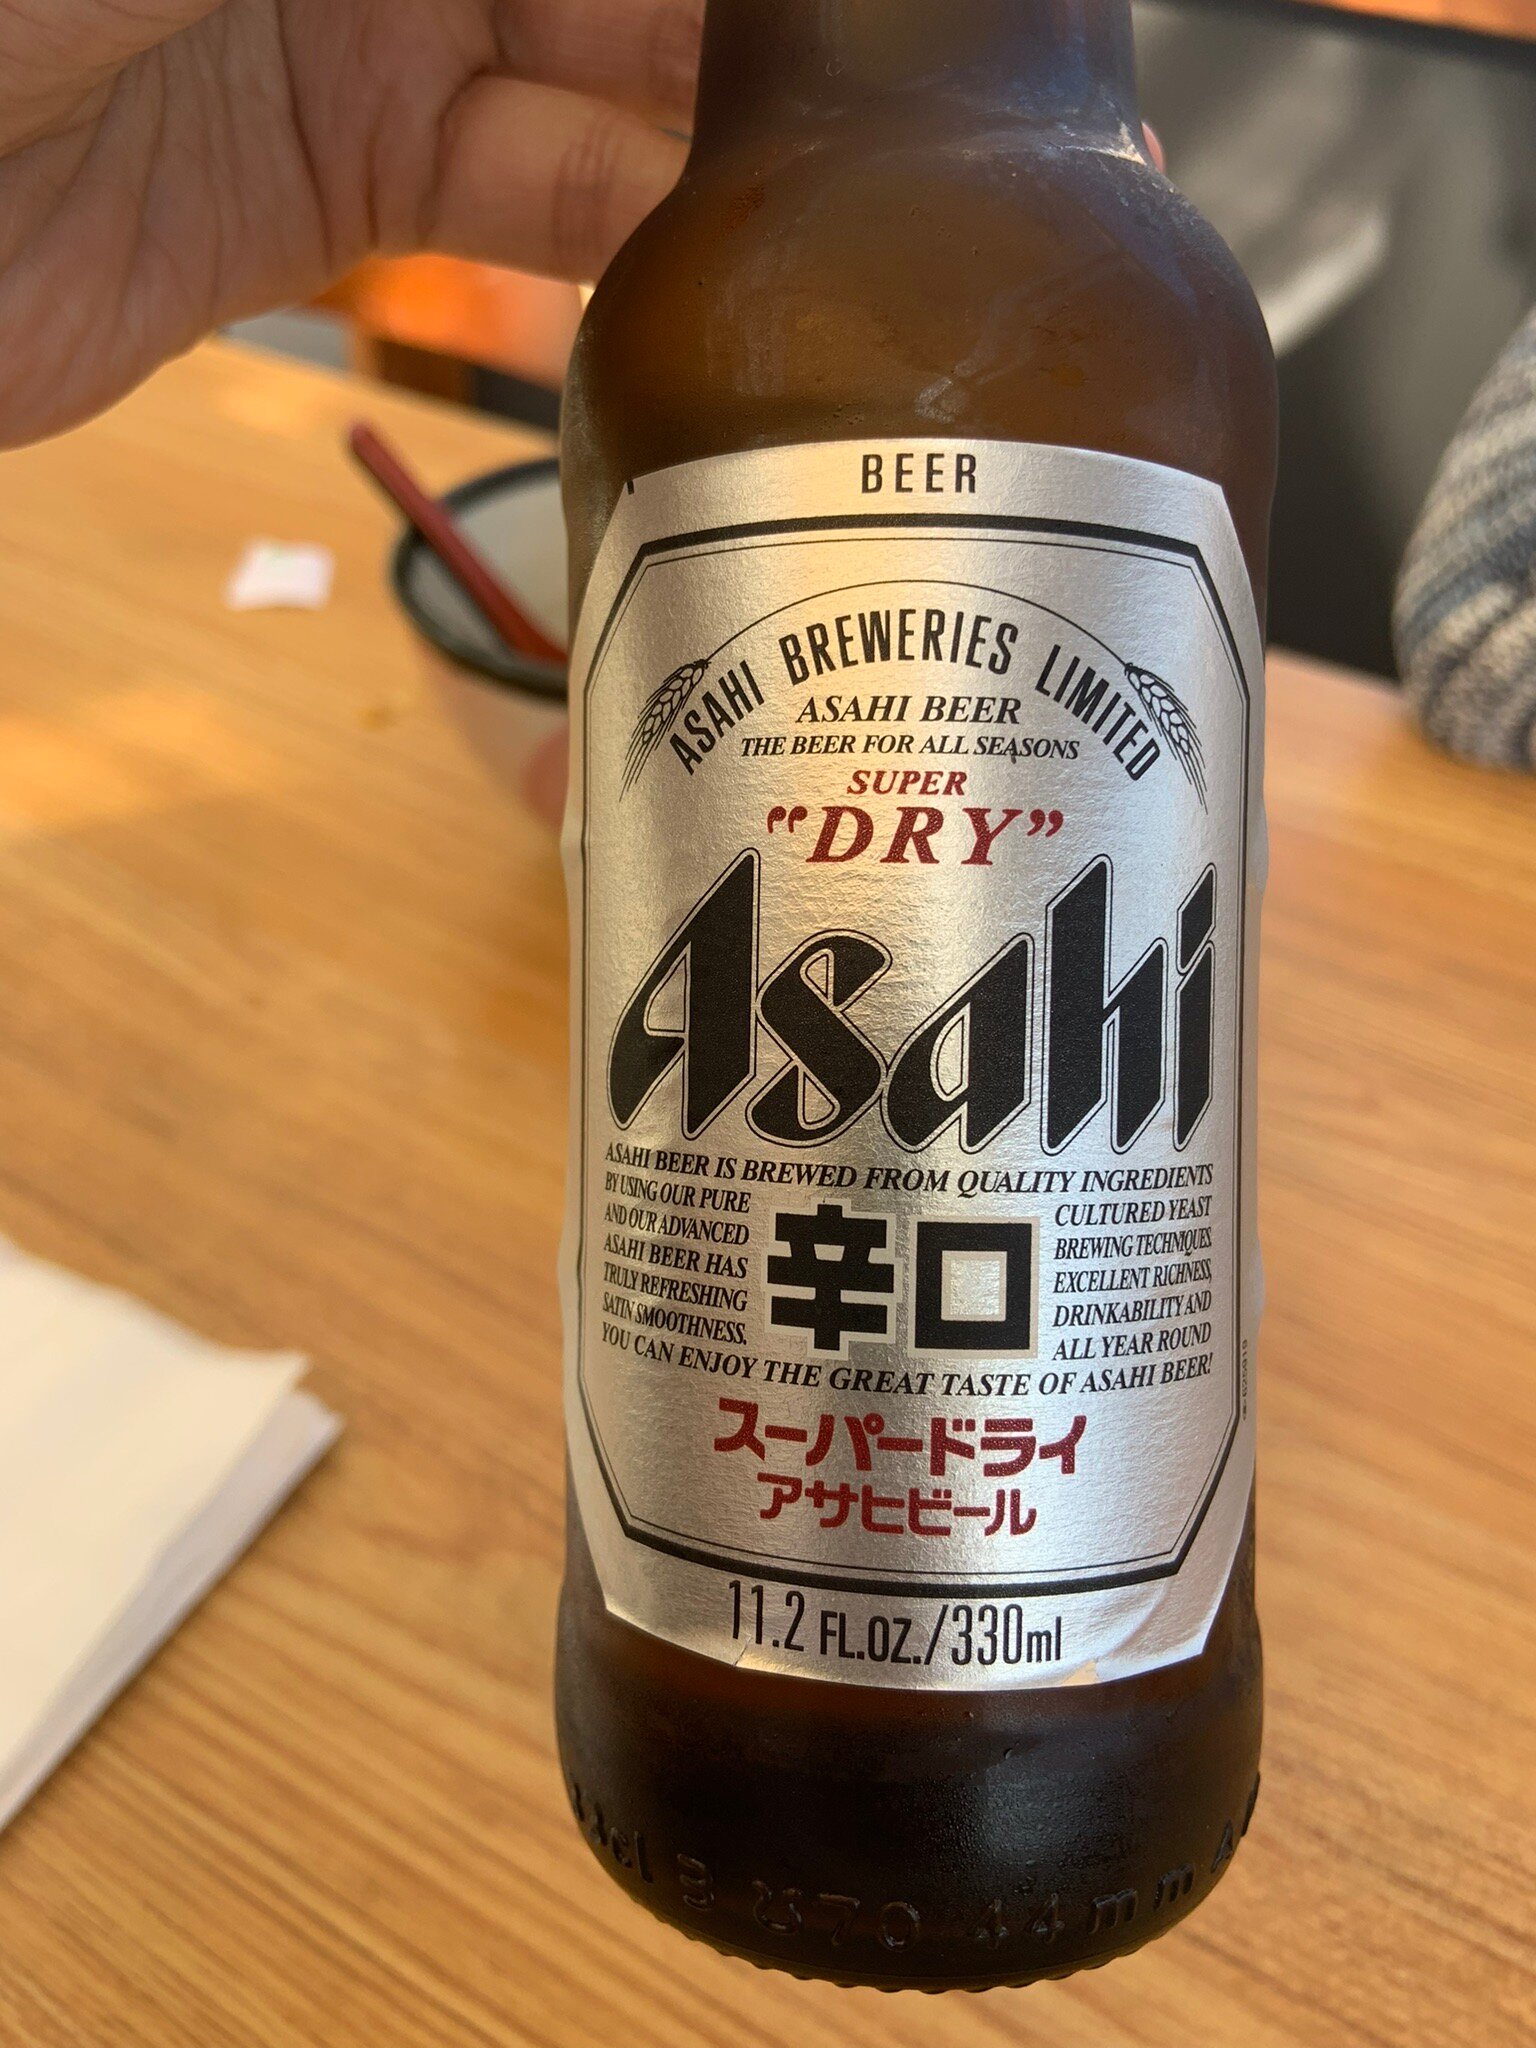 BEER
ASAHI BREWERIES LIMITED
ASAHI BEER
THE BEER FOR ALL SEASONS
SUPER
"DRY"
Asahi
ASAHI BEER IS BREWED FROM QUALITY INGREDIENTS
BY USING OUR PURE CULTURED YEAST
AND OUR ADVANCED BREWING TECHNIQUES.
ASAHI BEER HAS EXCELLENT RICHNESS,
TRULY REFRESHING DRINKABILITY AND
SATIN SMOOTHNESS. ALL YEAR ROUND
辛口
YOU CAN ENJOY THE GREAT TASTE OF ASAHI BEER!
スーパードライ
アサヒビール
11.2 FL.OZ./330ml
70 44mm